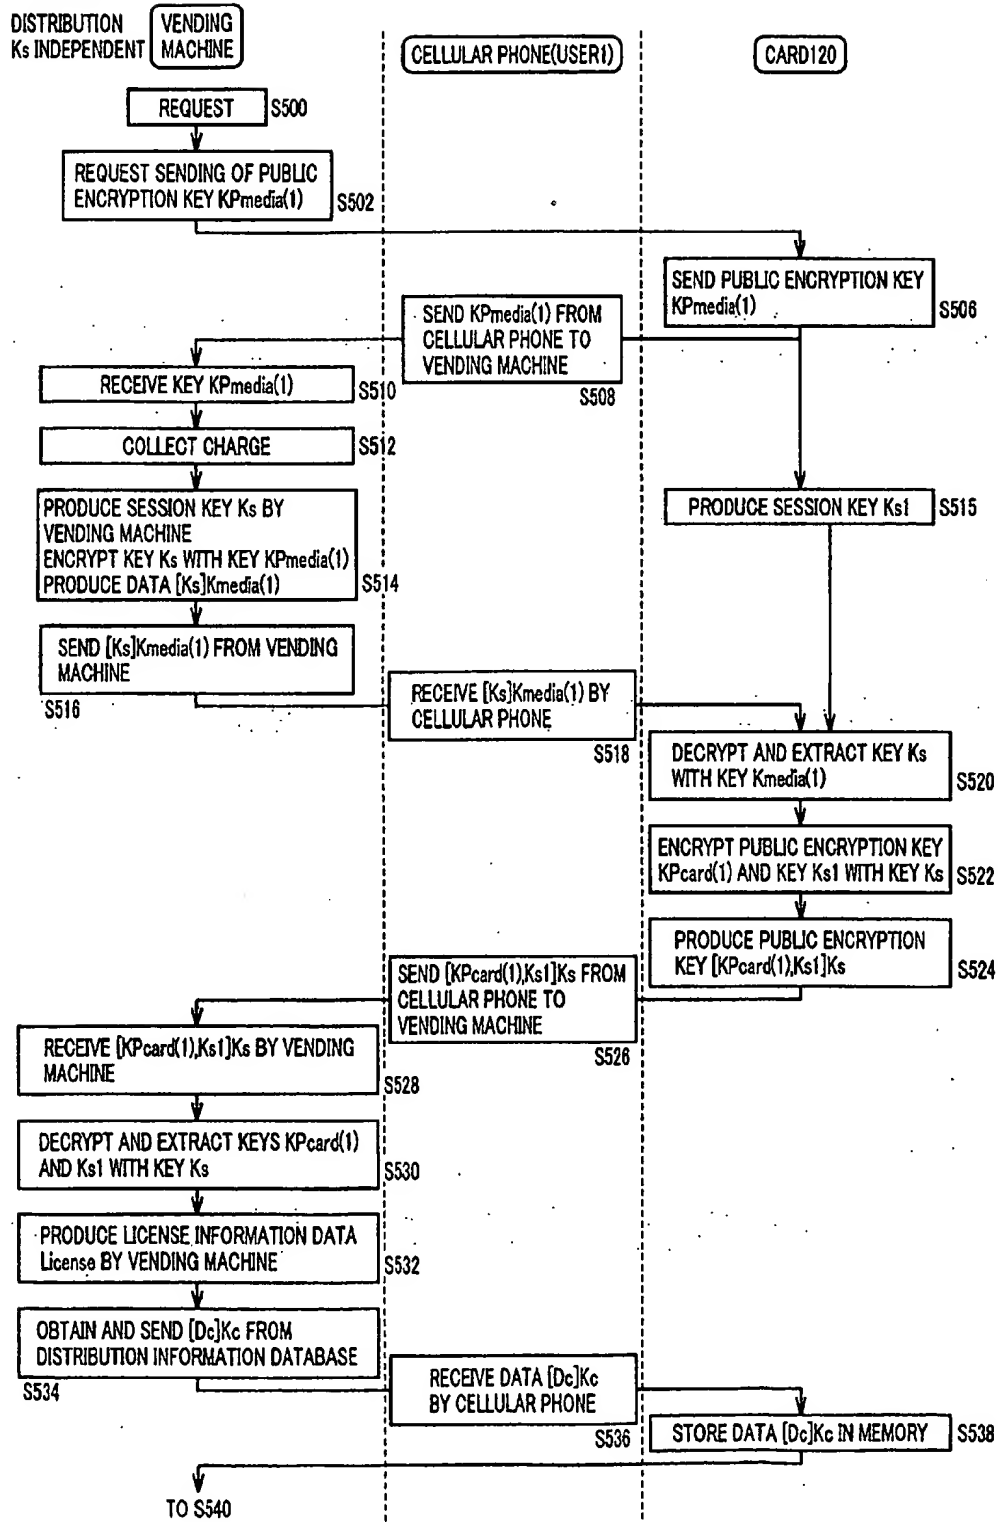 DISTRIBUTION
Ks INDEPENDENT
VENDING
MACHINE
CELLULAR PHONE(USER1)
CARD120
REQUEST
S500
REQUEST SENDING OF PUBLIC
ENCRYPTION KEY KPmedia(1)
S502
SEND PUBLIC ENCRYPTION KEY
KPmedia(1)
S506
SEND KPmedia(1) FROM
CELLULAR PHONE TO
VENDING MACHINE
S508
RECEIVE KEY KPmedia(1)
S510
COLLECT CHARGE
S512
PRODUCE SESSION KEY Ks BY
VENDING MACHINE
ENCRYPT KEY Ks WITH KEY KPmedia(1)
PRODUCE DATA [Ks]Kmedia(1)
S514
PRODUCE SESSION KEY Ks1
S515
SEND [Ks]Kmedia(1) FROM VENDING
MACHINE
S516
RECEIVE [Ks]Kmedia(1) BY
CELLULAR PHONE
S518
DECRYPT AND EXTRACT KEY Ks
WITH KEY Kmedia(1)
S520
ENCRYPT PUBLIC ENCRYPTION KEY
KPcard(1) AND KEY Ks1 WITH KEY Ks
S522
PRODUCE PUBLIC ENCRYPTION
KEY [KPcard(1),Ks1]Ks
S524
SEND [KPcard(1),Ks1]Ks FROM
CELLULAR PHONE TO
VENDING MACHINE
S526
RECEIVE [KPcard(1),Ks1]Ks BY VENDING
MACHINE
S528
DECRYPT AND EXTRACT KEYS KPcard(1)
AND Ks1 WITH KEY Ks
S530
PRODUCE LICENSE INFORMATION DATA
License BY VENDING MACHINE
S532
OBTAIN AND SEND [Dc]Kc FROM
DISTRIBUTION INFORMATION DATABASE
S534
RECEIVE DATA [Dc]Kc
BY CELLULAR PHONE
S536
STORE DATA [Dc]Kc IN MEMORY
S538
TO S540